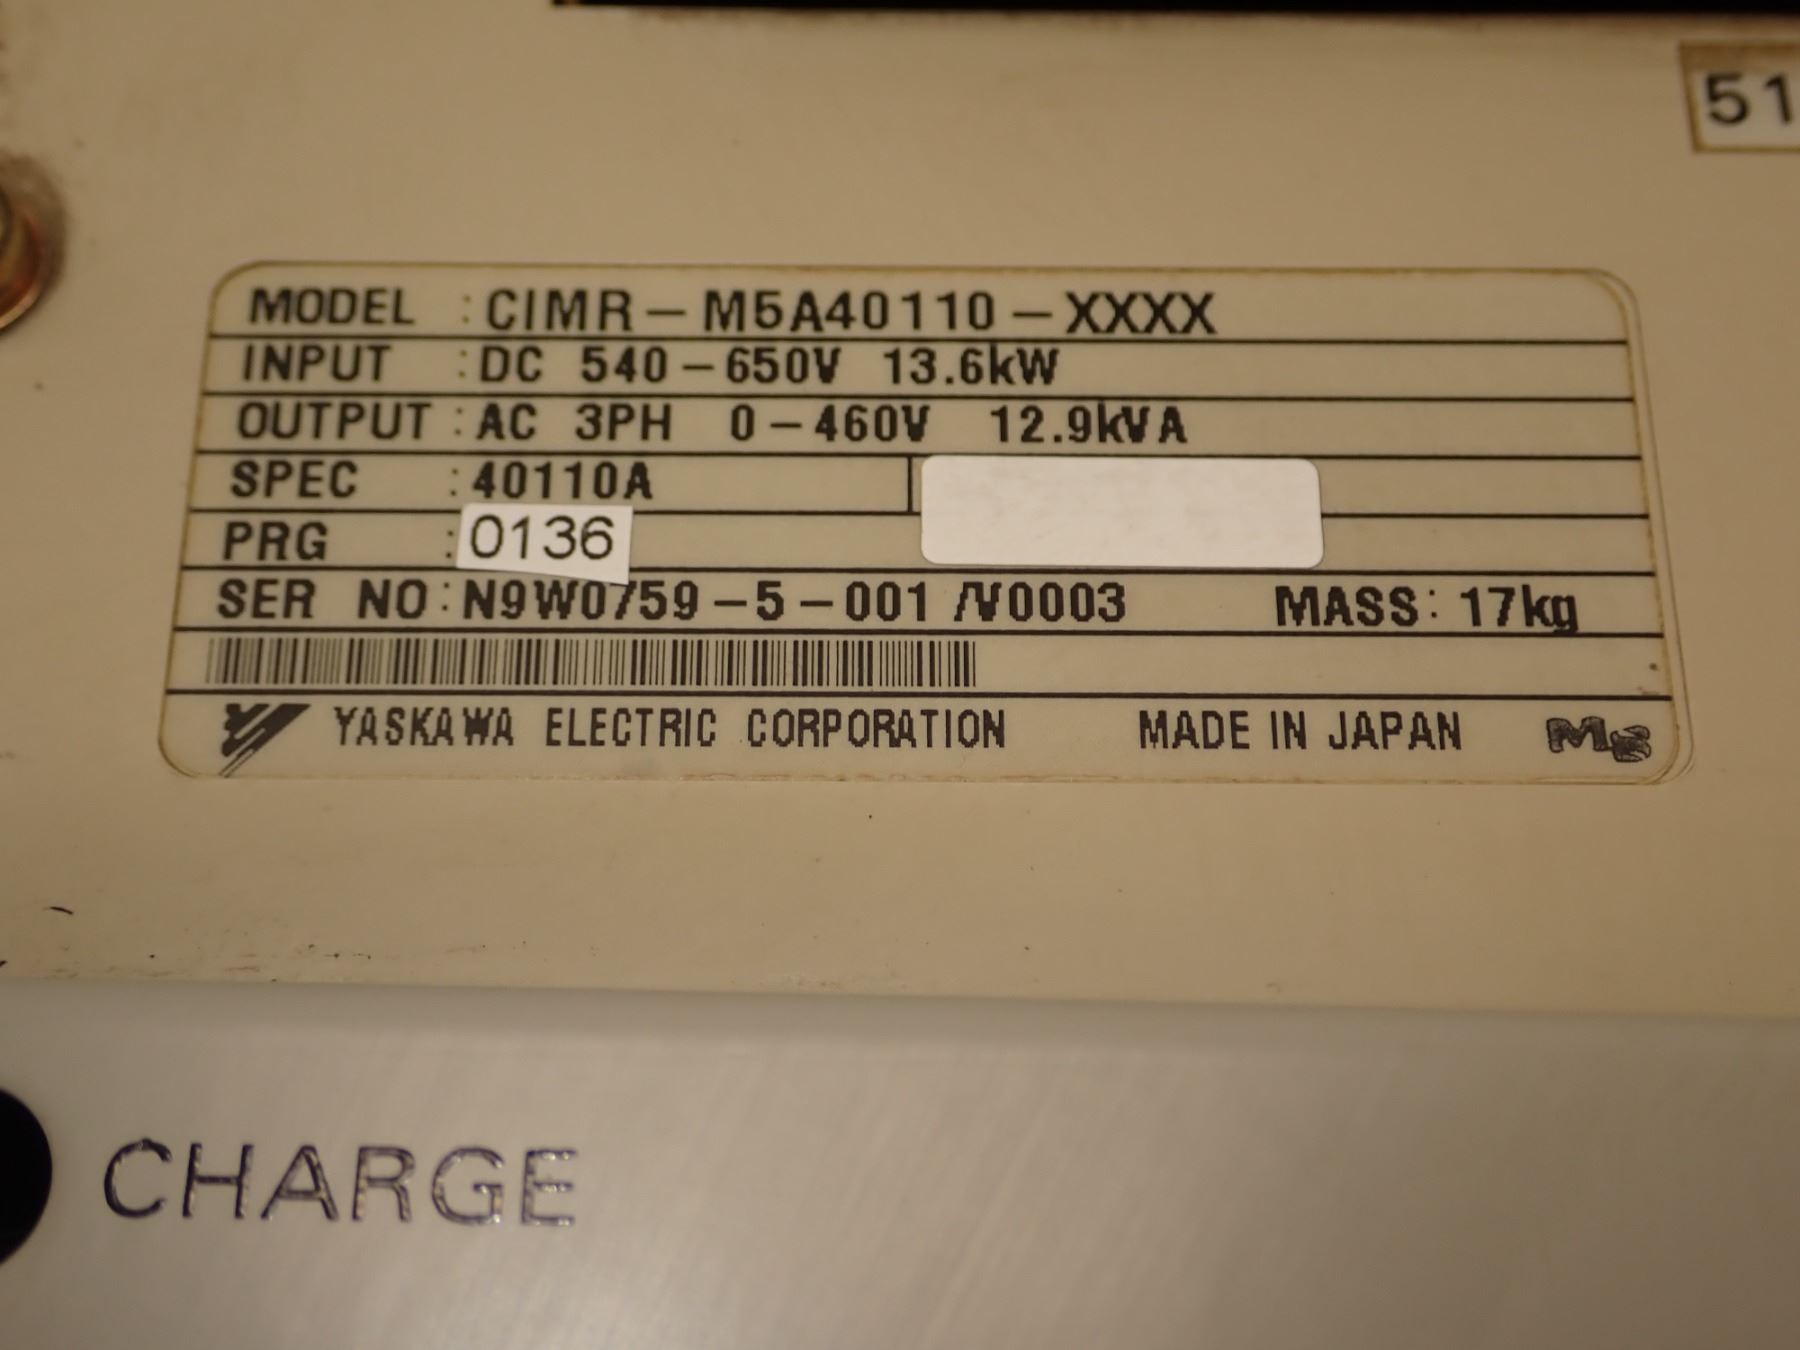 51
MODEL : CIMR-M5A40110-XXXX
INPUT : DC 540-650V 13.6kW
OUTPUT : AC 3PH 0-460V 12.9kVA
SPEC : 40110A
PRG : 0136
SER NO : N9W0759-5-001 /V0003 MASS: 17kg
YASKAWA ELECTRIC CORPORATION MADE IN JAPAN
CHARGE